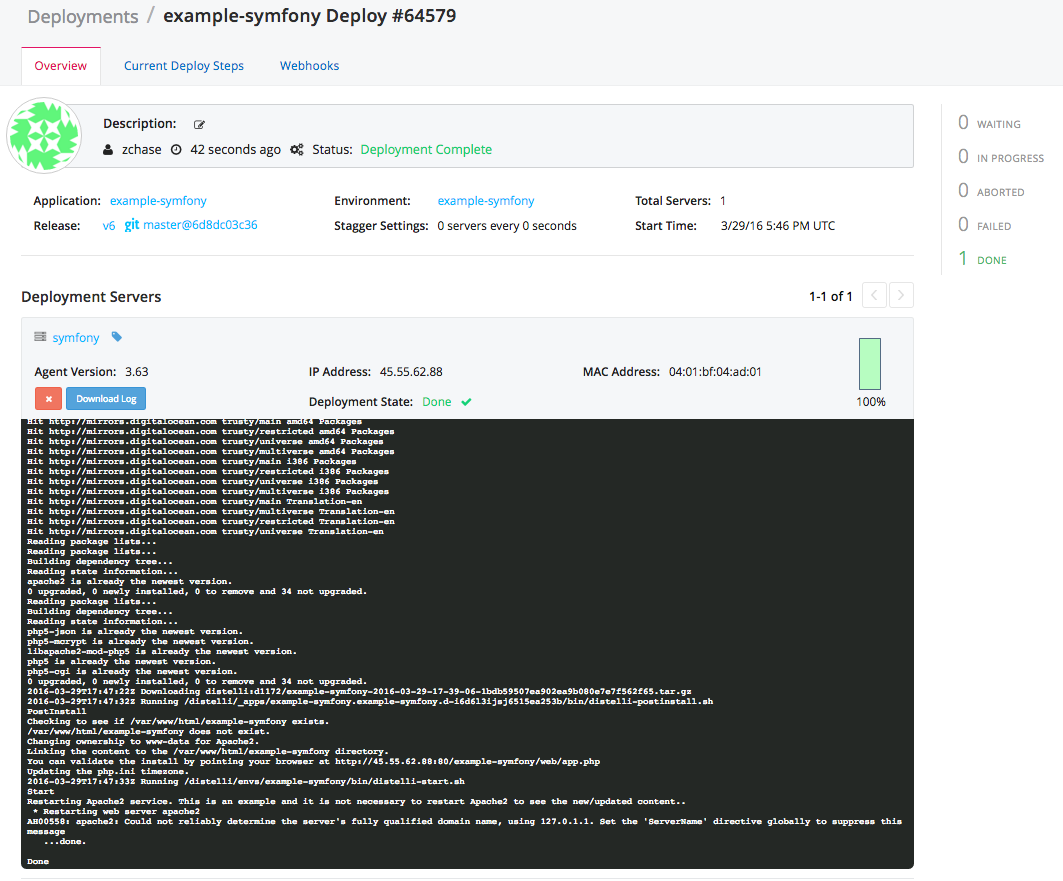 Deployments / example-symfony Deploy #64579
Overview Current Deploy Steps Webhooks
Description:
zchase 42 seconds ago Status: Deployment Complete
0 WAITING
0 IN PROGRESS
0 ABORTED
0 FAILED
1 DONE
Application: example-symfony Environment: example-symfony Total Servers: 1
Release: v6 git master@6d8dc03c36 Stagger Settings: 0 servers every 0 seconds Start Time: 3/29/16 5:46 PM UTC
Deployment Servers 1-1 of 1
symfony
Agent Version: 3.63 IP Address: 45.55.62.88 MAC Address: 04:01:bf:04:ad:01
Download Log Deployment State: Done 100%
Hit http://mirrors.digitalocean.com trusty/main amd64 Packages
Hit http://mirrors.digitalocean.com trusty/restricted amd64 Packages
Hit http://mirrors.digitalocean.com trusty/universe amd64 Packages
Hit http://mirrors.digitalocean.com trusty/multiverse amd64 Packages
Hit http://mirrors.digitalocean.com trusty/main i386 Packages
Hit http://mirrors.digitalocean.com trusty/restricted i386 Packages
Hit http://mirrors.digitalocean.com trusty/universe i386 Packages
Hit http://mirrors.digitalocean.com trusty/multiverse i386 Packages
Hit http://mirrors.digitalocean.com trusty/main Translation-en
Hit http://mirrors.digitalocean.com trusty/multiverse Translation-en
Hit http://mirrors.digitalocean.com trusty/restricted Translation-en
Hit http://mirrors.digitalocean.com trusty/universe Translation-en
Reading package lists...
Reading package lists...
Building dependency tree...
Reading state information...
apache2 is already the newest version.
0 upgraded, 0 newly installed, 0 to remove and 34 not upgraded.
Reading package lists...
Building dependency tree...
Reading state information...
php5-json is already the newest version.
php5-mcrypt is already the newest version.
libapache2-mod-php5 is already the newest version.
php5 is already the newest version.
php5-cgi is already the newest version.
0 upgraded, 0 newly installed, 0 to remove and 34 not upgraded.
2016-03-29T17:47:22Z Downloading distelli:d1172/example-symfony-2016-03-29-17-39-06-1bdb59507ea902ea9b080e7e7f562f65.tar.gz
2016-03-29T17:47:32Z Running /distelli/_apps/example-symfony.example-symfony.d-i6d6l3ijsj6515ea253b/bin/distelli-postinstall.sh
PostInstall
Checking to see if /var/www/html/example-symfony exists.
/var/www/html/example-symfony does not exist.
Changing ownership to www-data for Apache2.
Linking the content to the /var/www/html/example-symfony directory.
You can validate the install by pointing your browser at http://45.55.62.88:80/example-symfony/web/app.php
Updating the php.ini timezone.
2016-03-29T17:47:33Z Running /distelli/envs/example-symfony/bin/distelli-start.sh
Start
Restarting Apache2 service. This is an example and it is not necessary to restart Apache2 to see the new/updated content..
* Restarting web server apache2
AH00558: apache2: Could not reliably determine the server's fully qualified domain name, using 127.0.1.1. Set the 'ServerName' directive globally to suppress this
message
...done.
Done